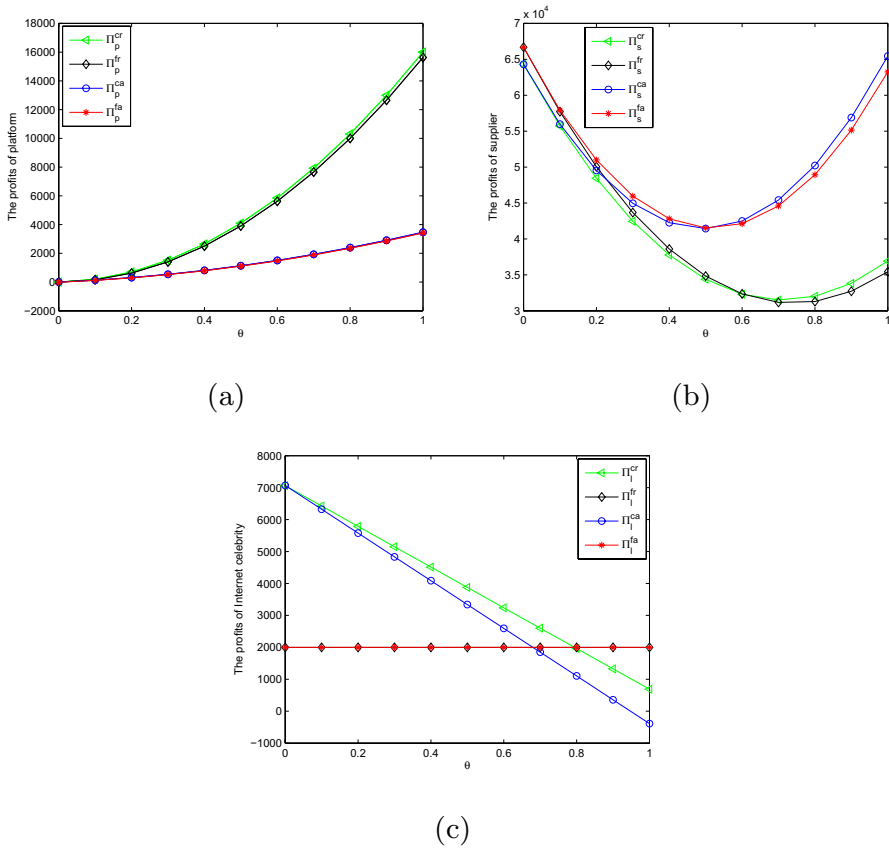 18000
16000
14000
12000
10000
8000
6000
4000
2000
0
−2000
The profits of platform
Π_p^cr
Π_p^fr
Π_p^ca
Π_p^fa
0 0.2 0.4 0.6 0.8 1
θ
(a)
x 10^4
7
6.5
6
5.5
5
4.5
4
3.5
3
The profits of supplier
Π_s^cr
Π_s^fr
Π_s^ca
Π_s^fa
0 0.2 0.4 0.6 0.8 1
θ
(b)
8000
7000
6000
5000
4000
3000
2000
1000
0
−1000
The profits of Internet celebrity
Π_l^cr
Π_l^fr
Π_l^ca
Π_l^fa
0 0.2 0.4 0.6 0.8 1
θ
(c)